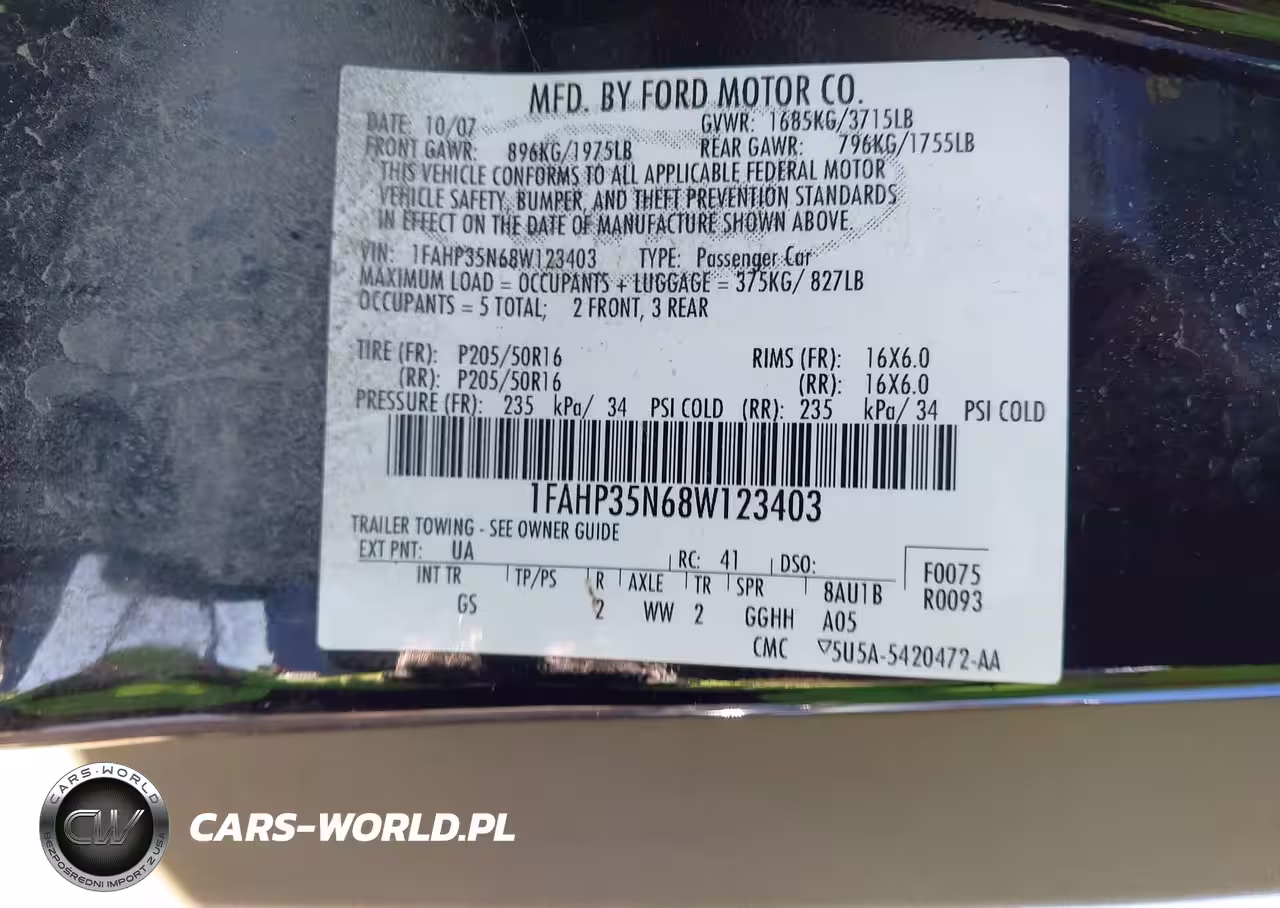 MFD. BY FORD MOTOR CO.
DATE: 10/07 GVWR: 1685KG/3715LB
FRONT GAWR: 896KG/1975LB REAR GAWR: 796KG/1755LB
THIS VEHICLE CONFORMS TO ALL APPLICABLE FEDERAL MOTOR
VEHICLE SAFETY, BUMPER, AND THEFT PREVENTION STANDARDS
IN EFFECT ON THE DATE OF MANUFACTURE SHOWN ABOVE.
VIN: 1FAHP35N68W123403 TYPE: Passenger Car
MAXIMUM LOAD = OCCUPANTS + LUGGAGE = 375KG/ 827LB
OCCUPANTS = 5 TOTAL; 2 FRONT, 3 REAR
TIRE (FR): P205/50R16 RIMS (FR): 16X6.0
(RR): P205/50R16 (RR): 16X6.0
PRESSURE (FR): 235 kPa/ 34 PSI COLD (RR): 235 kPa/ 34 PSI COLD
1FAHP35N68W123403
TRAILER TOWING - SEE OWNER GUIDE
EXT PNT: UA RC: 41 DSO:
INT TR TP/PS R AXLE TR SPR 8AU1B F0075
GS 2 WW 2 GGHH A05 R0093
CMC ▽5U5A-5420472-AA
CARS-WORLD
CW
BEZPOŚREDNI IMPORT Z USA
CARS-WORLD.PL